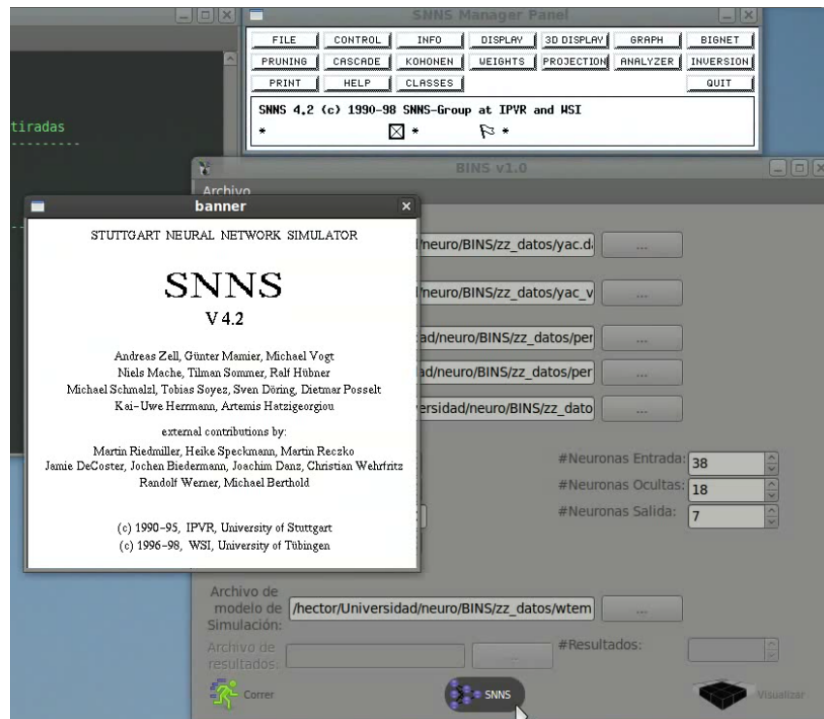 SNNS Manager Panel
FILE CONTROL INFO DISPLAY 3D DISPLAY GRAPH BIGNET
PRUNING CASCADE KOHONEN WEIGHTS PROJECTION ANALYZER INVERSION
PRINT HELP CLASSES QUIT
SNNS 4.2 (c) 1990-98 SNNS-Group at IPVR and WSI
* * *
tiradas
---------
BINS v1.0
Archivo
banner
STUTTGART NEURAL NETWORK SIMULATOR
SNNS
V 4.2
Andreas Zell, Günter Mamier, Michael Vogt
Niels Mache, Tilman Sommer, Ralf Hübner
Michael Schmalzl, Tobias Soyez, Sven Döring, Dietmar Posselt
Kai-Uwe Herrmann, Artemis Hatzigeorgiou
external contributions by:
Martin Riedmiller, Heike Speckmann, Martin Reczko
Jamie DeCoster, Jochen Biedermann, Joachim Danz, Christian Wehrfritz
Randolf Werner, Michael Berthold
(c) 1990-95, IPVR, University of Stuttgart
(c) 1996-98, WSI, University of Tübingen
/neuro/BINS/zz_datos/yac.d ...
/neuro/BINS/zz_datos/yac_v ...
ad/neuro/BINS/zz_datos/per ...
ad/neuro/BINS/zz_datos/per ...
versidad/neuro/BINS/zz_dato ...
#Neuronas Entrada: 38
#Neuronas Ocultas: 18
#Neuronas Salida: 7
Archivo de
modelo de /hector/Universidad/neuro/BINS/zz_datos/wtem ...
Simulación:
Archivo de ... #Resultados:
resultados:
Correr SNNS Visualizar